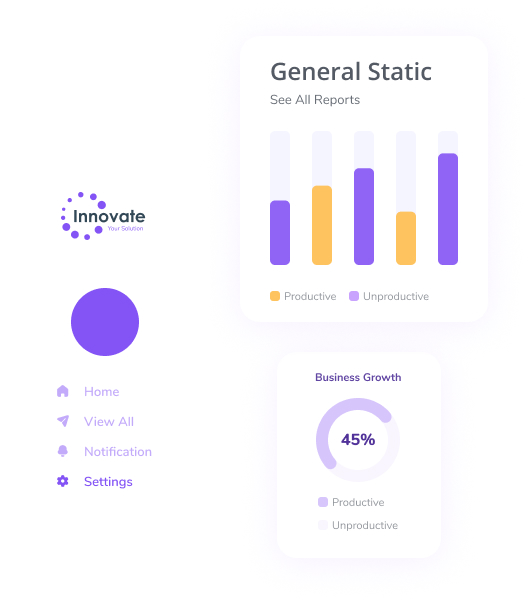 Innovate
Your Solution
Home
View All
Notification
Settings
General Static
See All Reports
Productive
Unproductive
Business Growth
45%
Productive
Unproductive